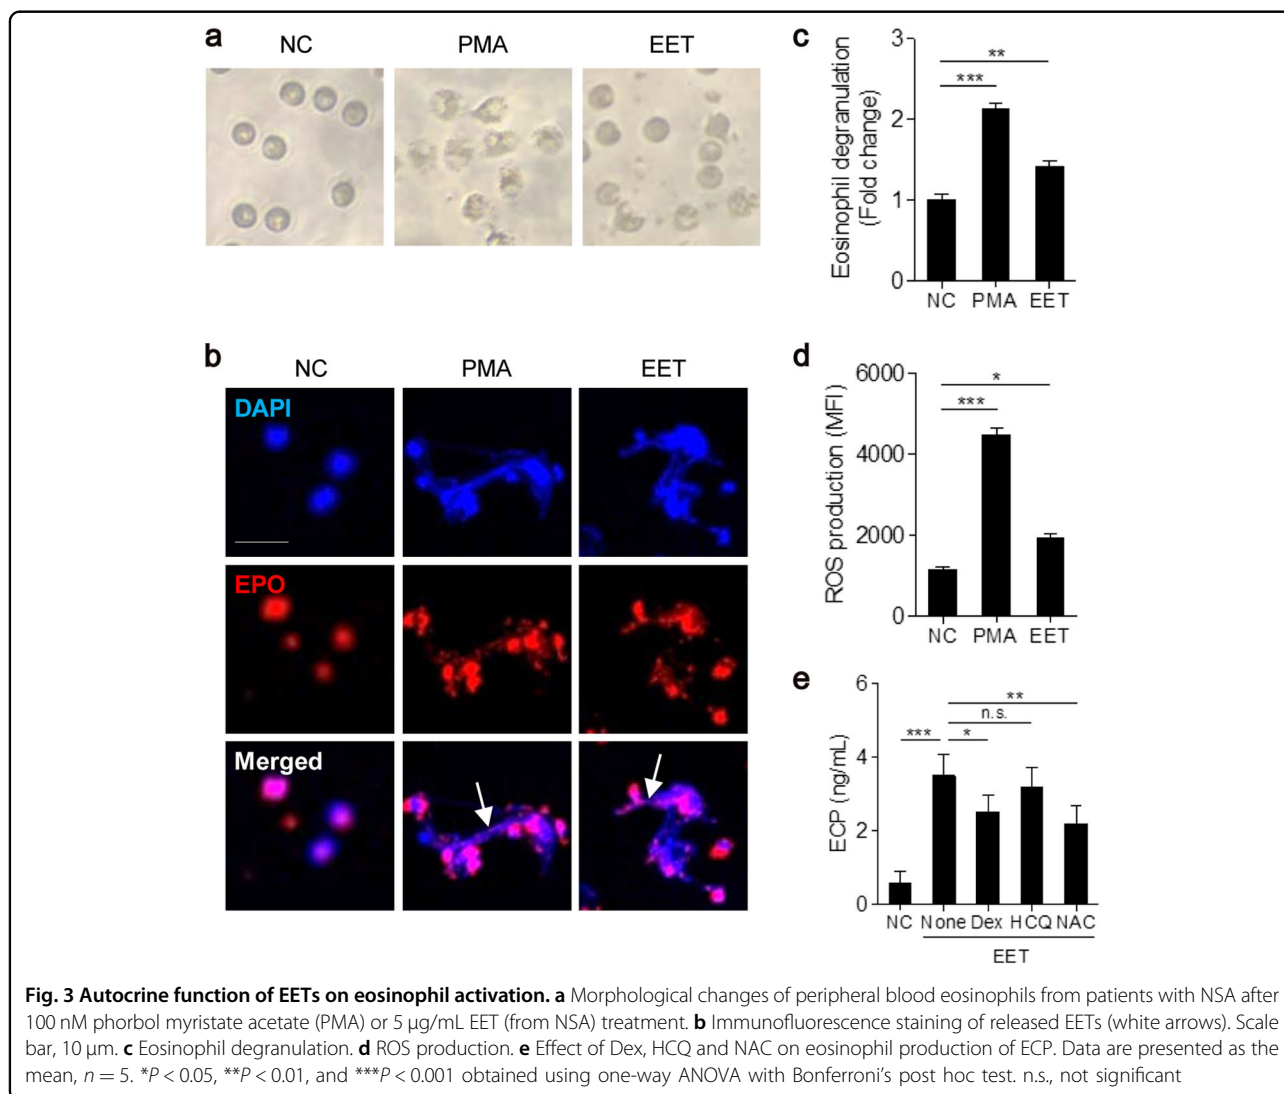 a
NC
PMA
EET
b
NC
PMA
EET
DAPI
EPO
Merged
c
Eosinophil degranulation
(Fold change)
3
2
1
0
**
***
NC PMA EET
d
ROS production (MFI)
6000
4000
2000
0
*
***
NC PMA EET
e
ECP (ng/mL)
6
4
2
0
**
n.s.
*** *
NC None Dex HCQ NAC
EET
Fig. 3 Autocrine function of EETs on eosinophil activation. a Morphological changes of peripheral blood eosinophils from patients with NSA after
100 nM phorbol myristate acetate (PMA) or 5 µg/mL EET (from NSA) treatment. b Immunofluorescence staining of released EETs (white arrows). Scale
bar, 10 µm. c Eosinophil degranulation. d ROS production. e Effect of Dex, HCQ and NAC on eosinophil production of ECP. Data are presented as the
mean, n = 5. *P < 0.05, **P < 0.01, and ***P < 0.001 obtained using one-way ANOVA with Bonferroni's post hoc test. n.s., not significant